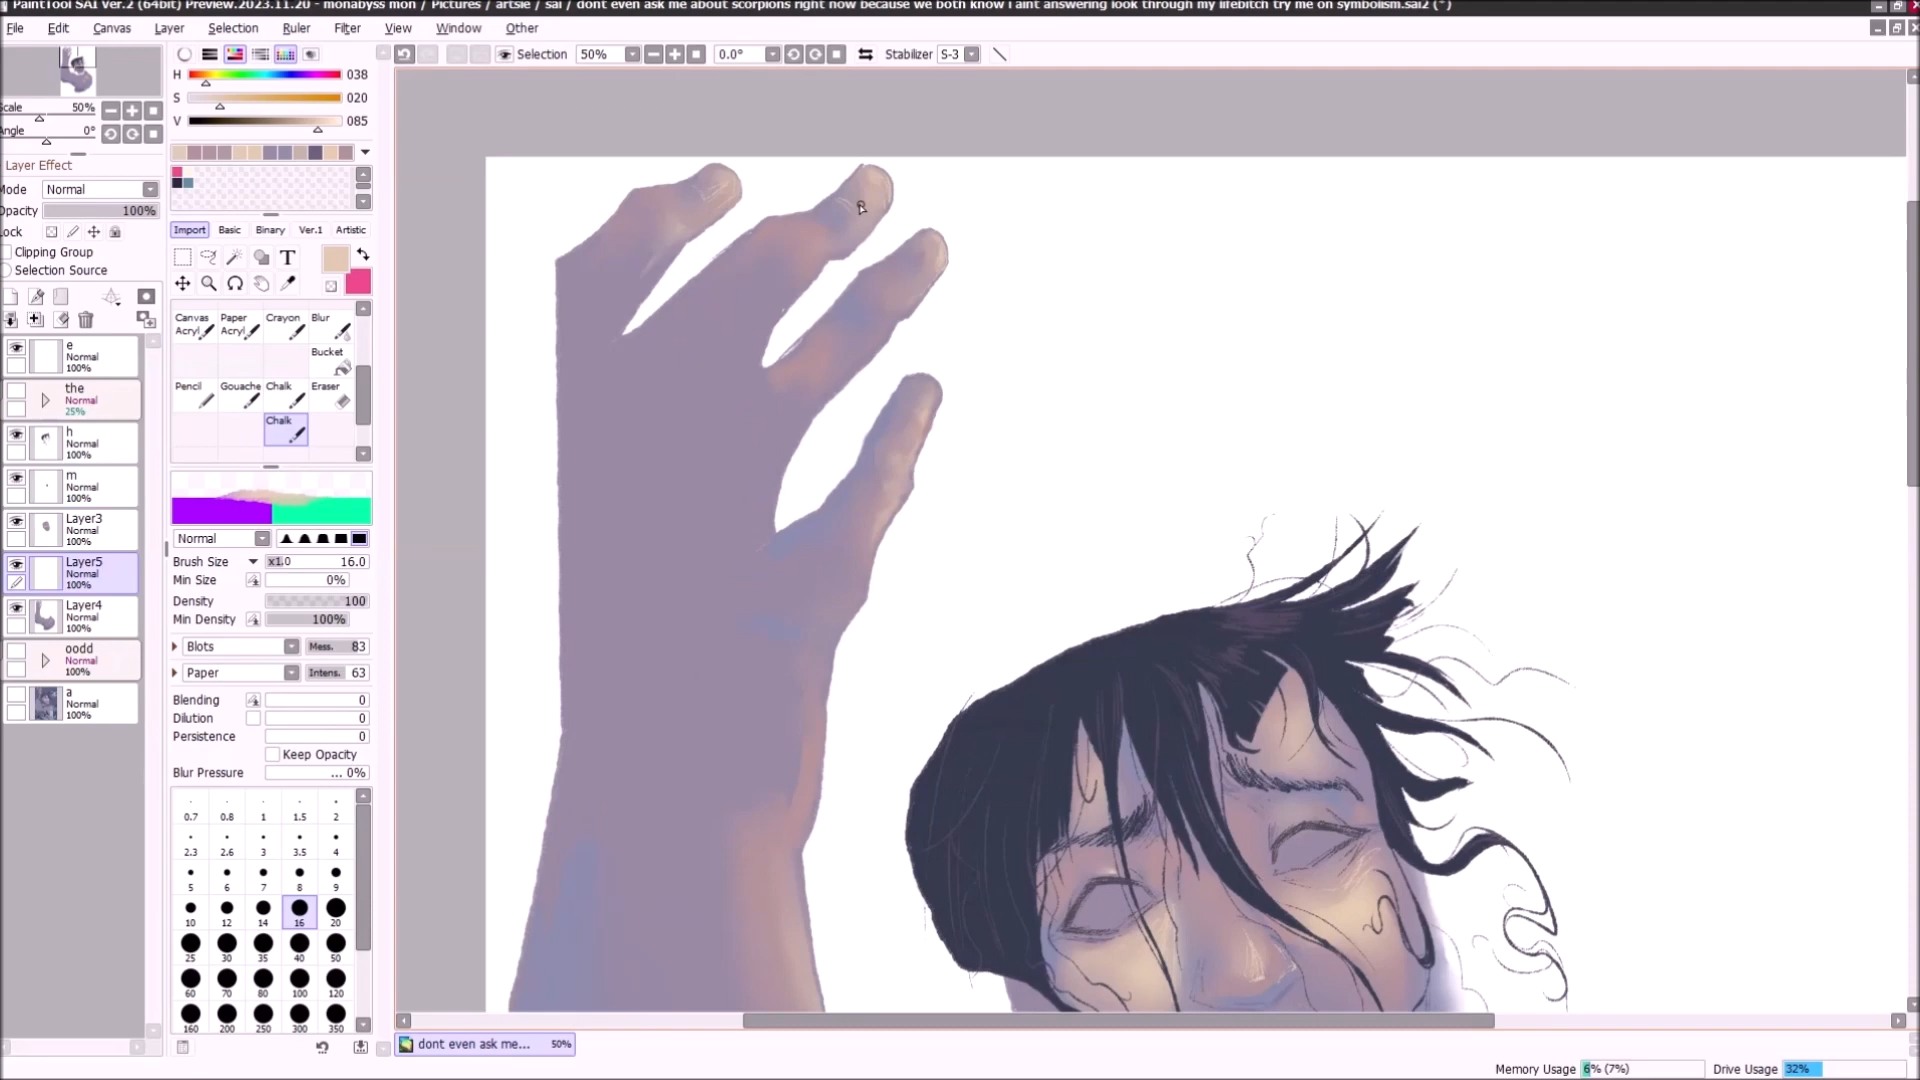 PaintTool SAI Ver.2 (64bit) Preview.2023.11.20 - monabyss mon / Pictures / artsie / sai / dont even ask me about scorpions right now because we both know i aint answering look through my lifebitch try me on symbolism.sai2 (*)
File Edit Canvas Layer Selection Ruler Filter View Window Other
Selection 50% 0.0° Stabilizer S-3
Scale 50%
Angle 0°
Layer Effect
Mode Normal
Opacity 100%
Lock
Clipping Group
Selection Source
e
Normal
100%
the
Normal
25%
h
Normal
100%
m
Normal
100%
Layer3
Normal
100%
Layer5
Normal
100%
Layer4
Normal
100%
oodd
Normal
100%
a
Normal
100%
H 038
S 020
V 085
Import Basic Binary Ver.1 Artistic
T
Canvas Acryl Paper Acryl Crayon Blur
Bucket
Pencil Gouache Chalk Eraser
Chalk
Normal
Brush Size x1.0 16.0
Min Size 0%
Density 100
Min Density 100%
Blots Mess. 83
Paper Intens. 63
Blending 0
Dilution 0
Persistence 0
Keep Opacity
Blur Pressure ... 0%
0.7 0.8 1 1.5 2
2.3 2.6 3 3.5 4
5 6 7 8 9
10 12 14 16 20
25 30 35 40 50
60 70 80 100 120
160 200 250 300 350
dont even ask me... 50%
Memory Usage 6% (7%) Drive Usage 32%